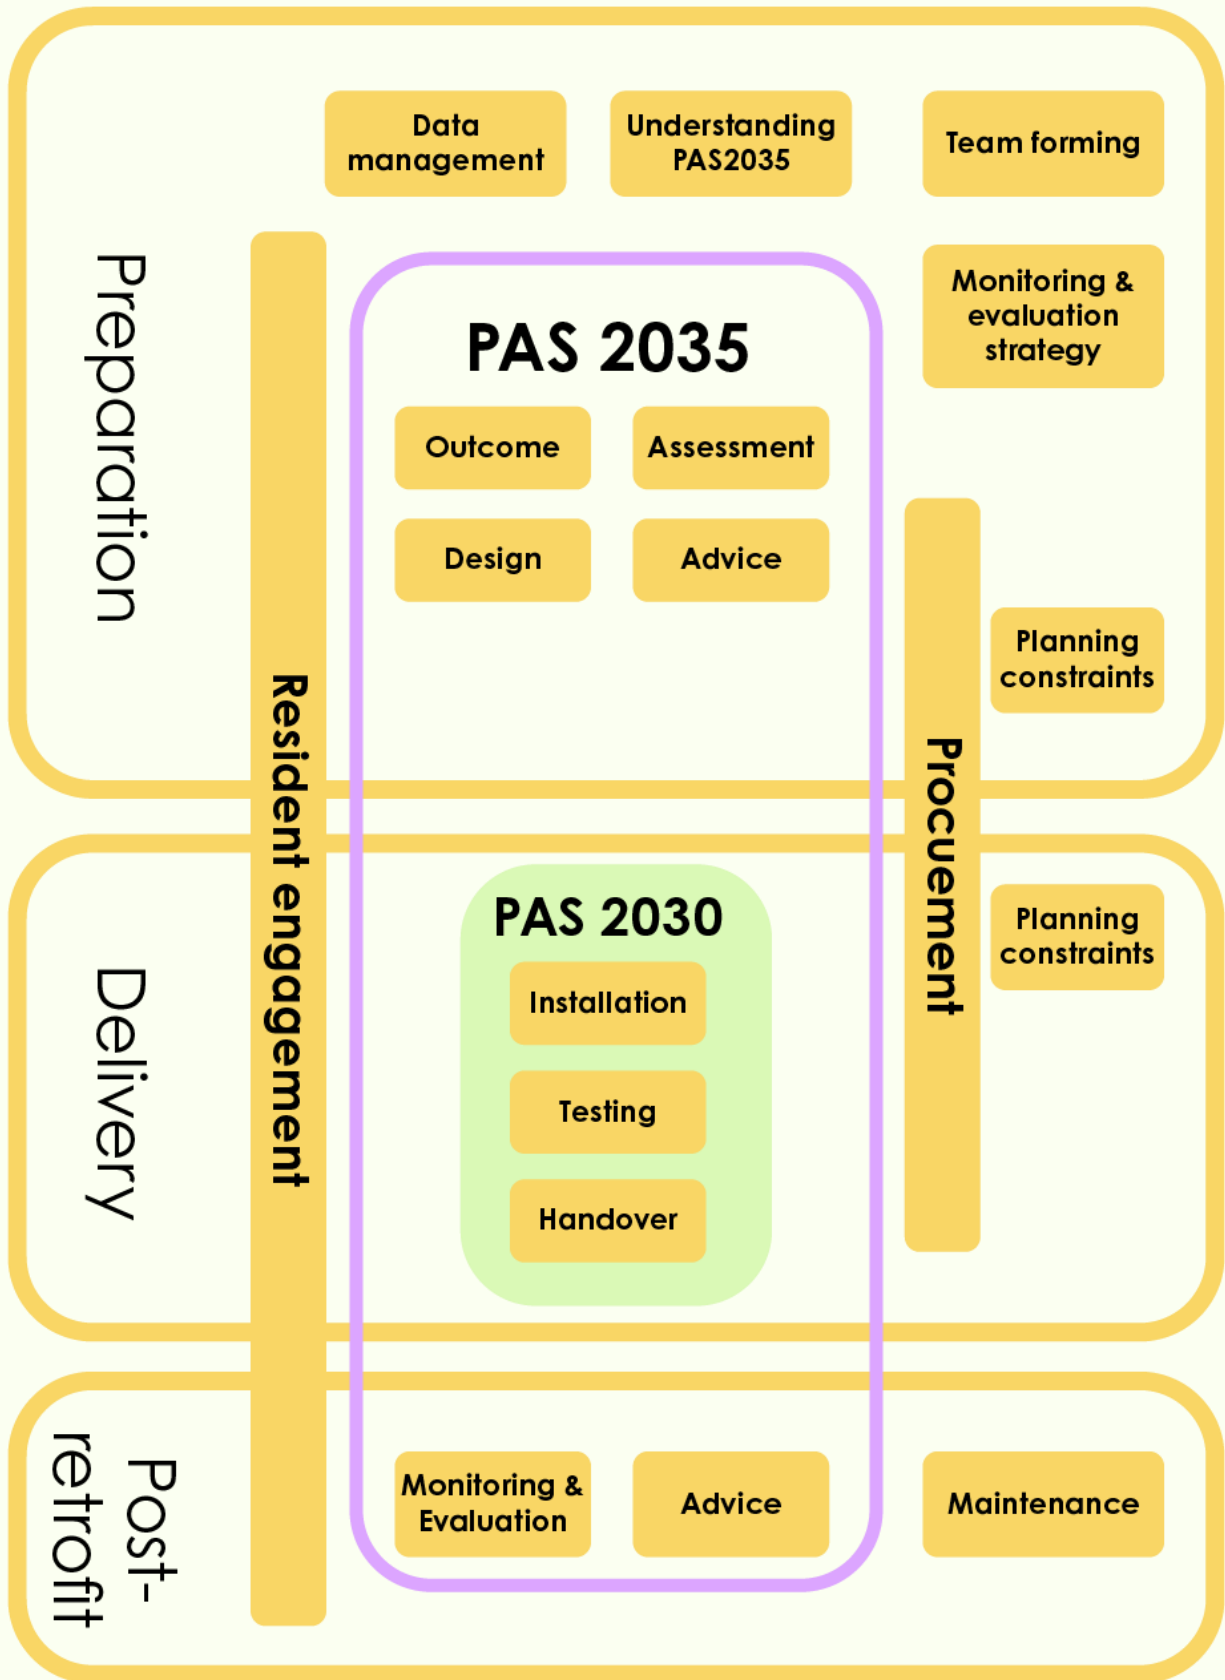 Preparation
Data
management
Understanding
PAS2035
Team forming
Monitoring &
evaluation
strategy
Resident engagement
PAS 2035
Outcome
Assessment
Design
Advice
Procuement
Planning
constraints
Delivery
PAS 2030
Installation
Testing
Handover
Planning
constraints
Post-
retrofit
Monitoring &
Evaluation
Advice
Maintenance